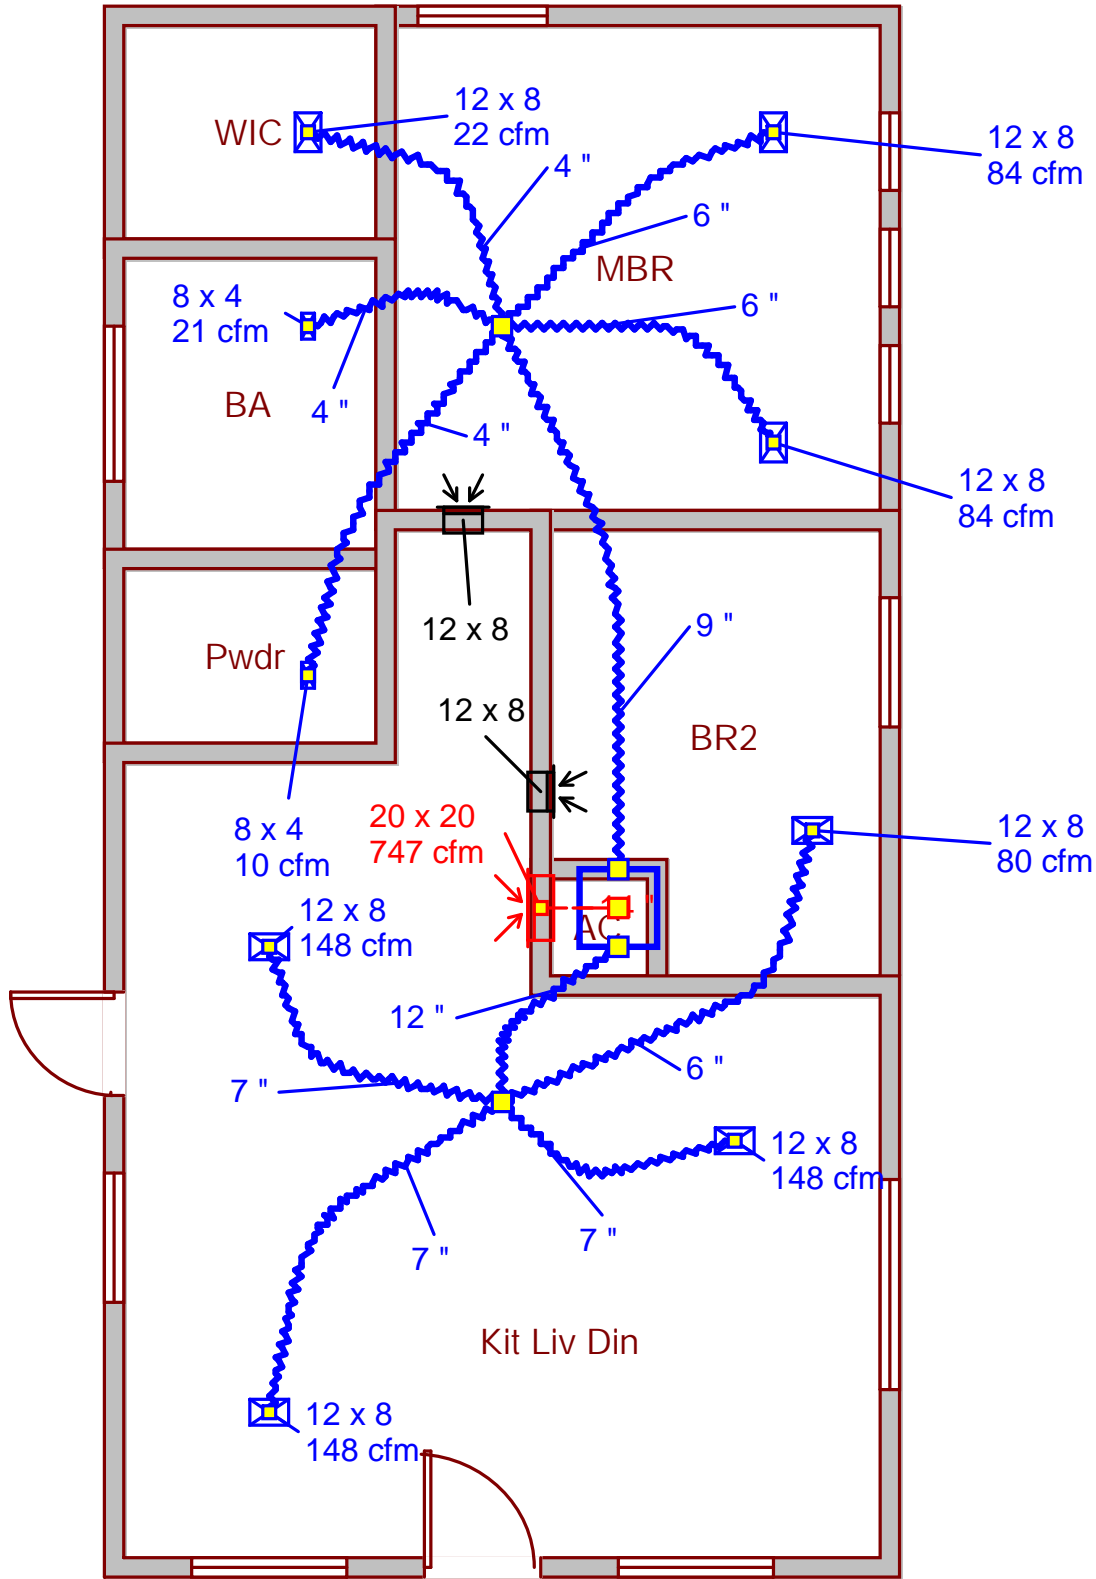 12 x 8
22 cfm
WIC
4 "
12 x 8
84 cfm
6 "
MBR
8 x 4
21 cfm
6 "
BA
4 "
4 "
12 x 8
84 cfm
12 x 8
9 "
Pwdr
12 x 8
BR2
20 x 20
747 cfm
8 x 4
10 cfm
12 x 8
80 cfm
12 x 8
148 cfm
"
12 "
7 "
6 "
12 x 8
148 cfm
7 "
7 "
Kit Liv Din
12 x 8
148 cfm